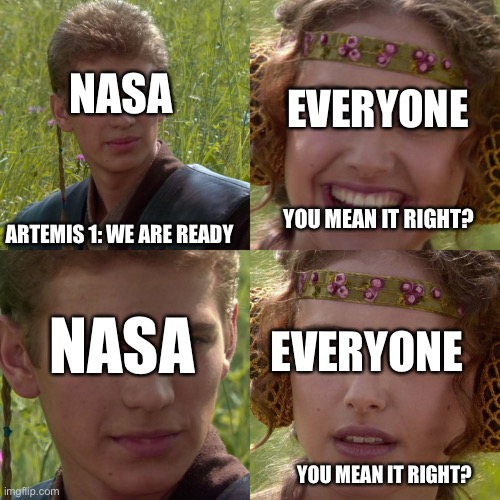 NASA
ARTEMIS 1: WE ARE READY
EVERYONE
YOU MEAN IT RIGHT?
NASA
EVERYONE
YOU MEAN IT RIGHT?
imgflip.com